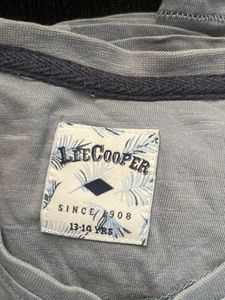 LEE COOPER
SINCE 1908
13-14 YRS